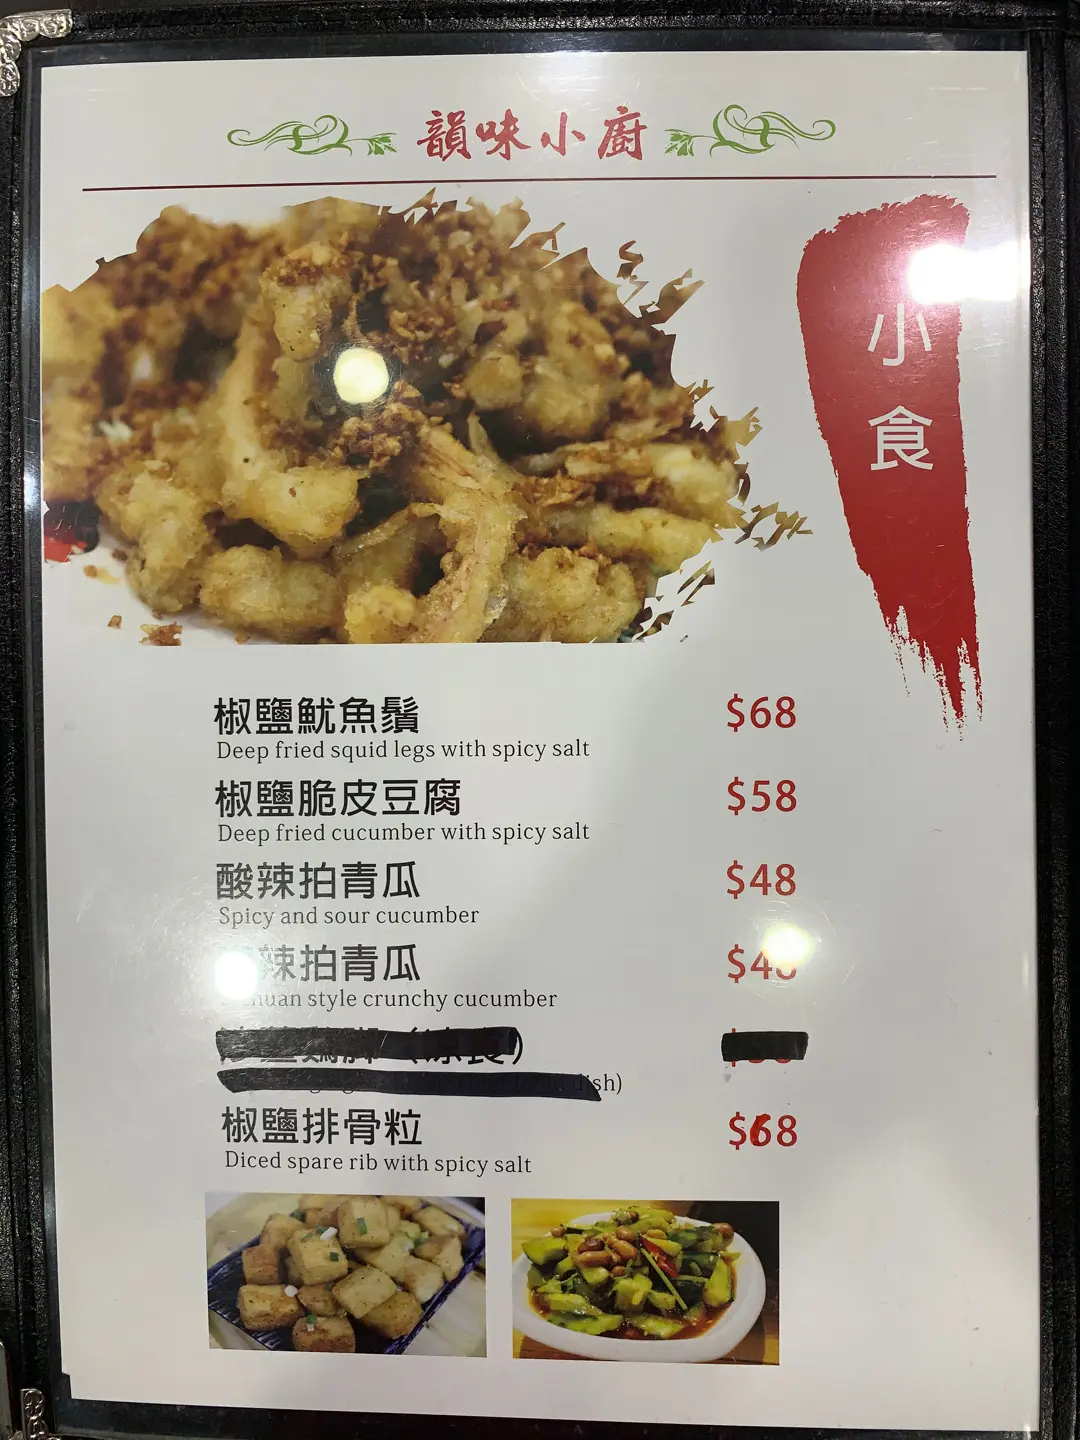 韻味小廚
小食
椒鹽魷魚鬚 $68
Deep fried squid legs with spicy salt
椒鹽脆皮豆腐 $58
Deep fried cucumber with spicy salt
酸辣拍青瓜 $48
Spicy and sour cucumber
辣拍青瓜 $48
style crunchy cucumber
椒鹽排骨粒 $68
Diced spare rib with spicy salt